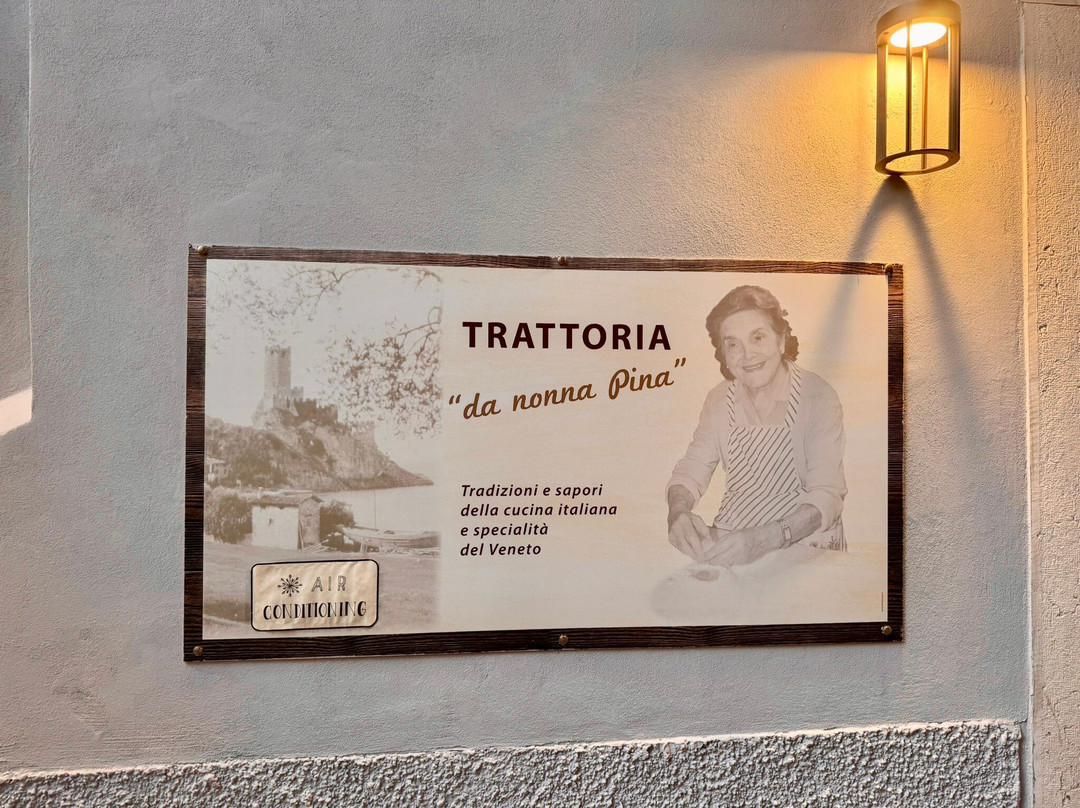 TRATTORIA
“da nonna Pina”
Tradizioni e sapori
della cucina italiana
e specialità
del Veneto
AIR
CONDITIONING